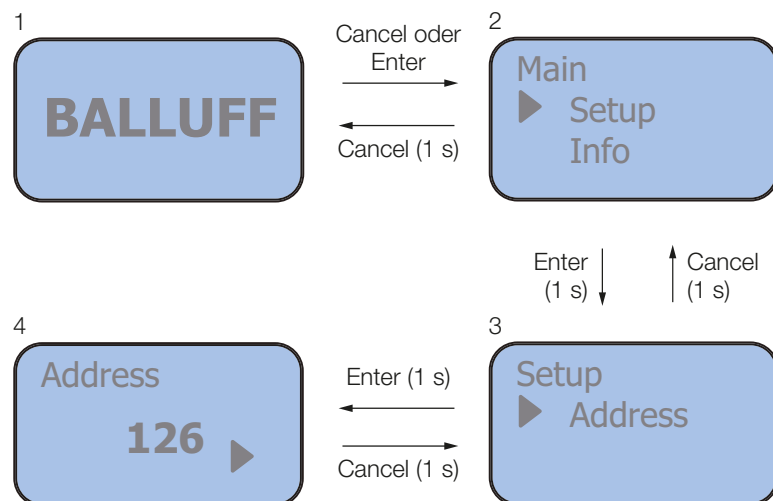 1
BALLUFF
Cancel oder
Enter
Cancel (1 s)
2
Main
Setup
Info
Enter
(1 s)
Cancel
(1 s)
3
Setup
Address
Enter (1 s)
Cancel (1 s)
4
Address
126